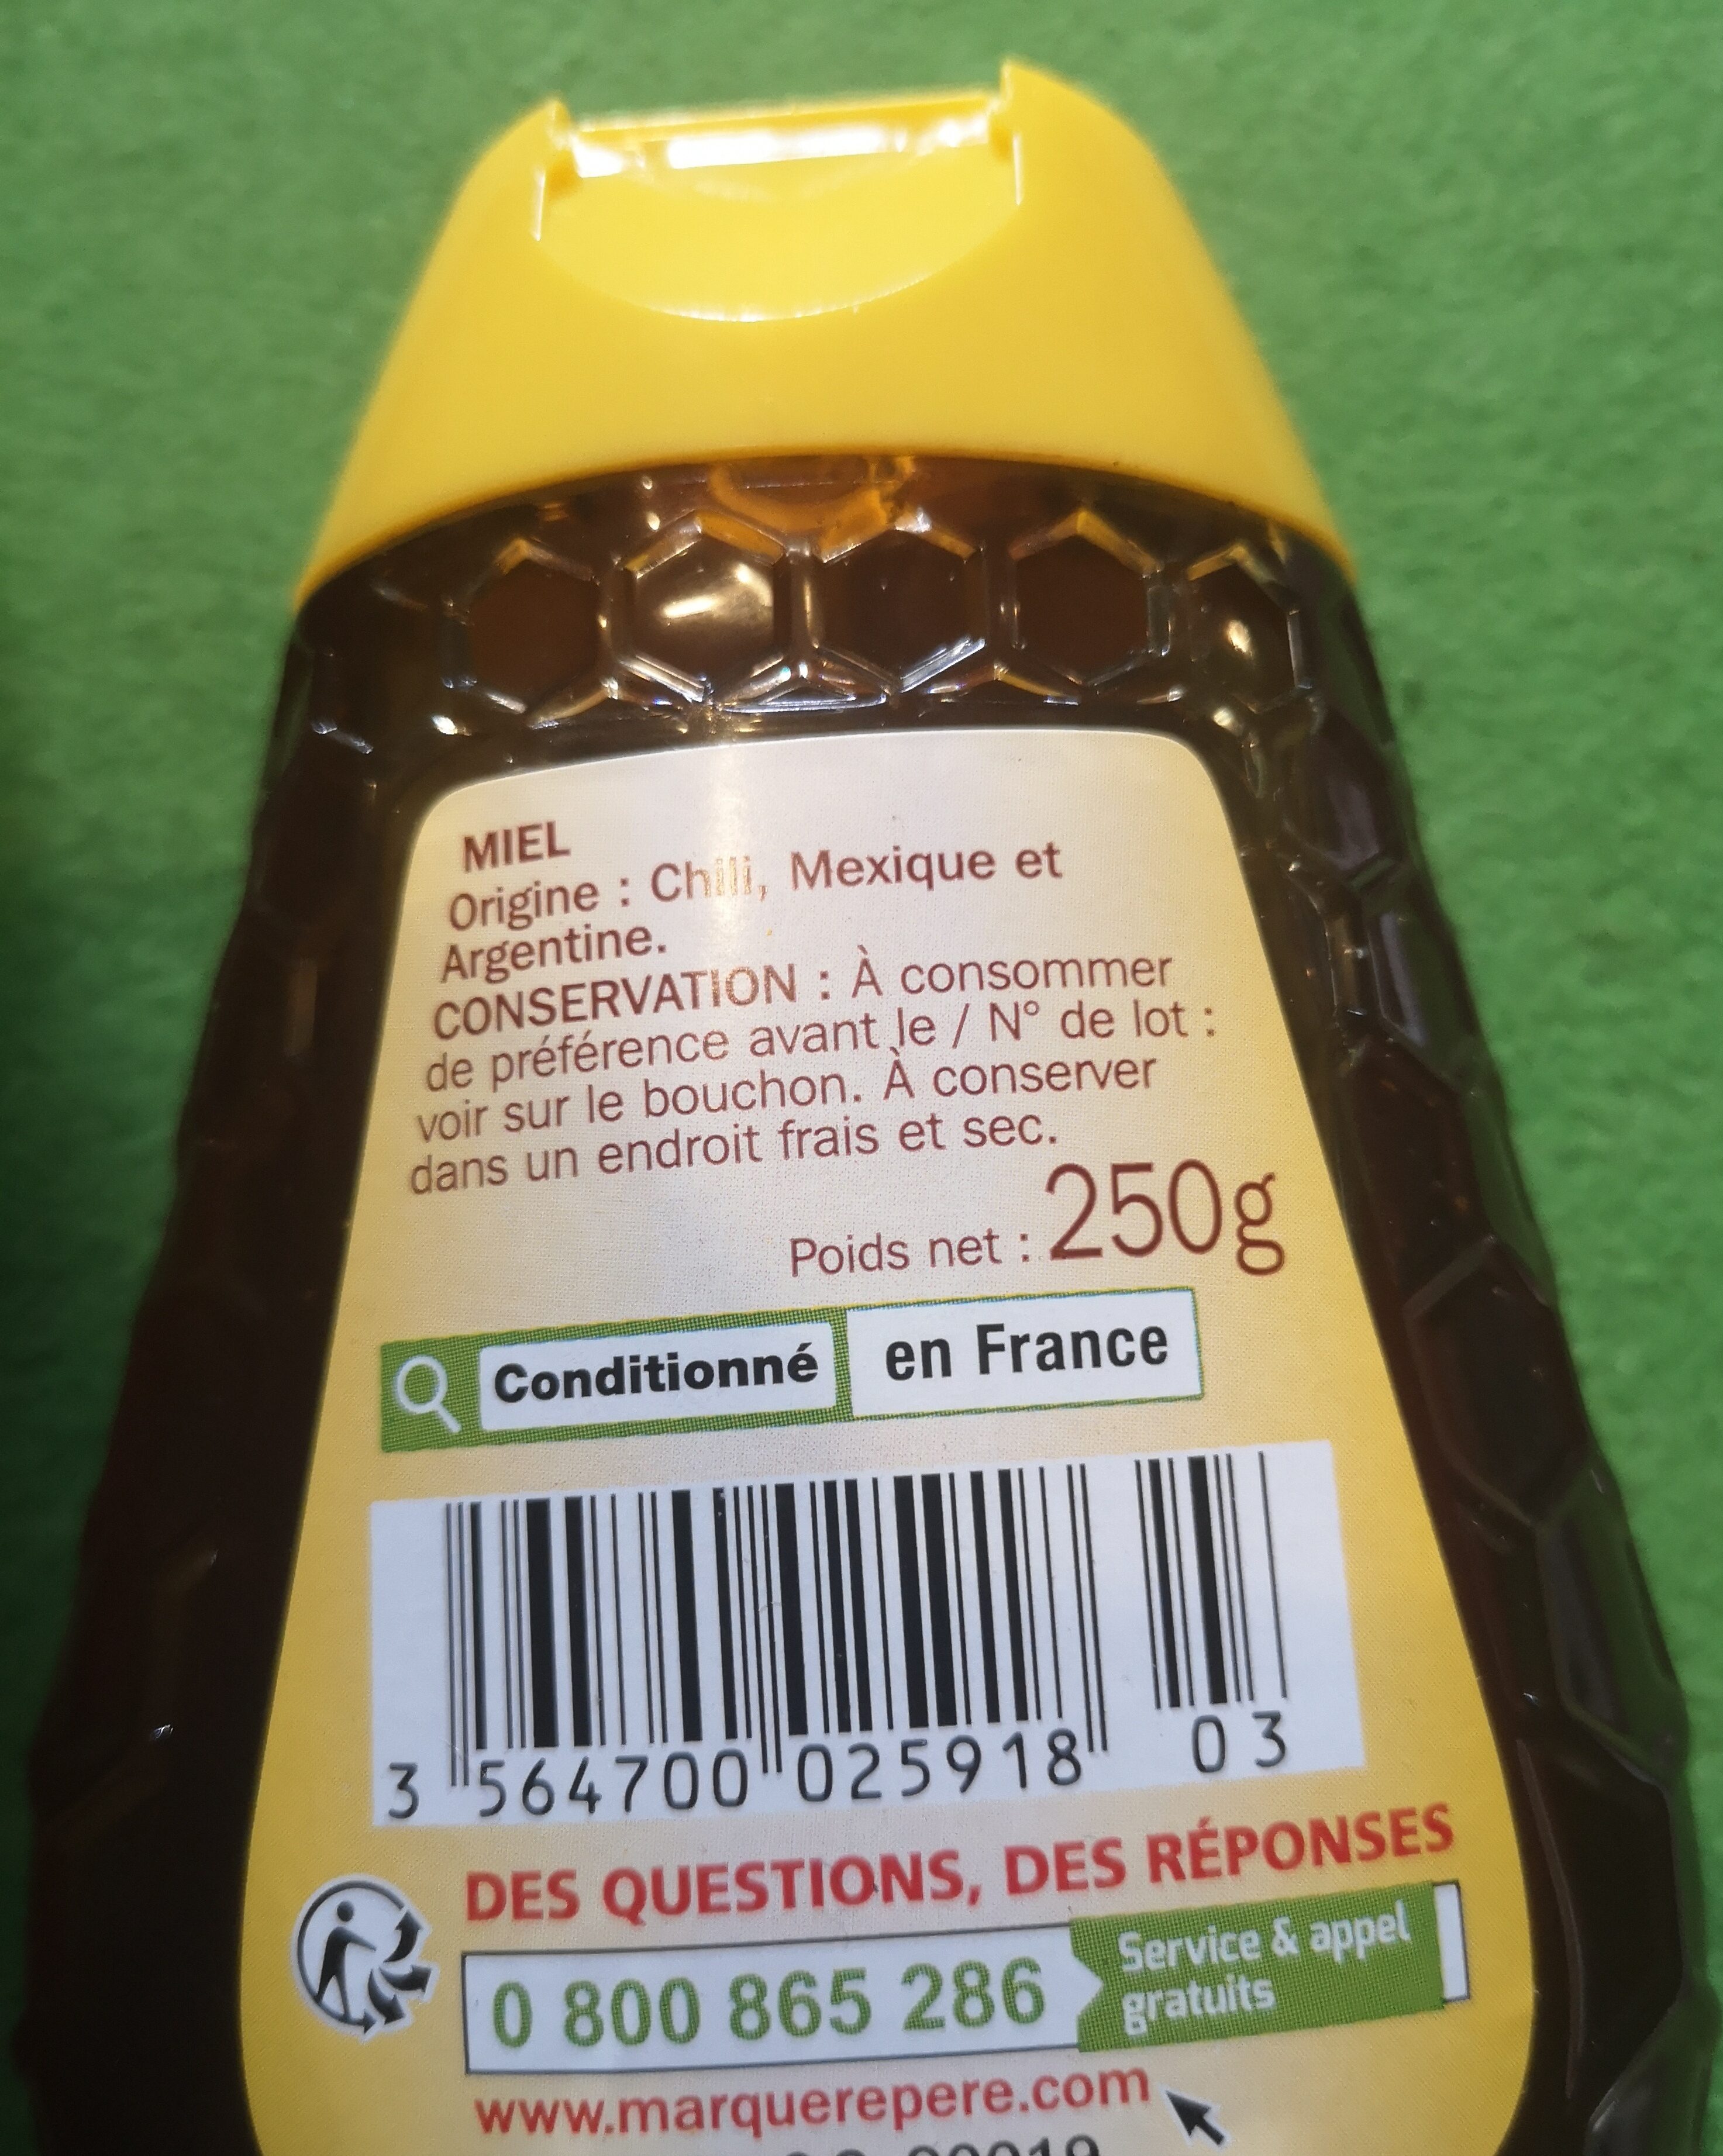 MIEL
Origine : Chili, Mexique et
Argentine.
CONSERVATION : À consommer
de préférence avant le / N° de lot :
voir sur le bouchon. À conserver
dans un endroit frais et sec.
Poids net : 250g
Conditionné en France
3 564700 025918 03
DES QUESTIONS, DES RÉPONSES
0 800 865 286 Service & appel
gratuits
www.marquerepere.com